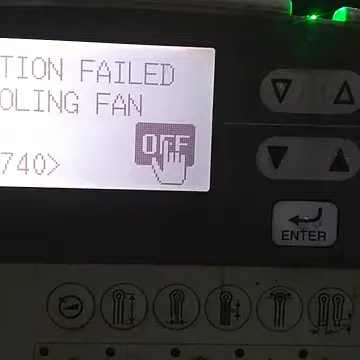 TION FAILED
OLING FAN
OFF
740>
ENTER